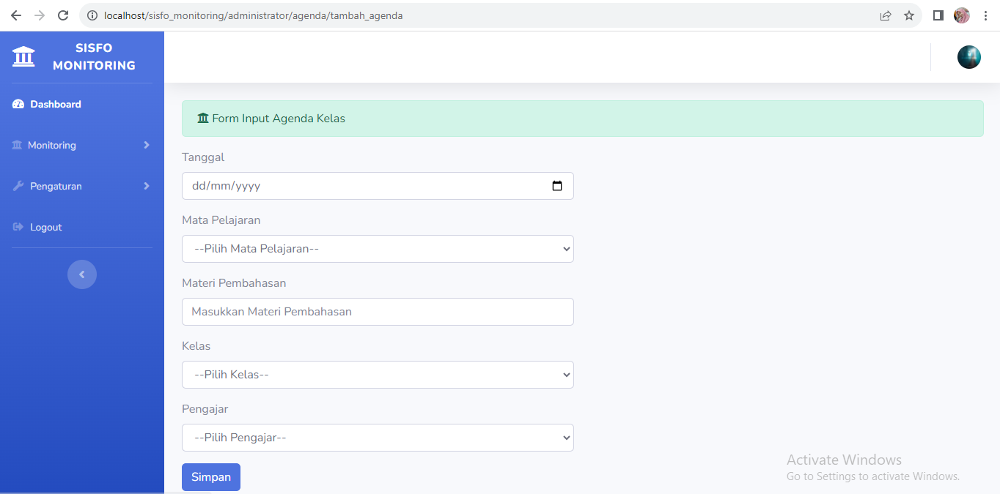 localhost/sisfo_monitoring/administrator/agenda/tambah_agenda
SISFO
MONITORING
Dashboard
Monitoring
Pengaturan
Logout
Form Input Agenda Kelas
Tanggal
dd/mm/yyyy
Mata Pelajaran
--Pilih Mata Pelajaran--
Materi Pembahasan
Masukkan Materi Pembahasan
Kelas
--Pilih Kelas--
Pengajar
--Pilih Pengajar--
Simpan
Activate Windows
Go to Settings to activate Windows.